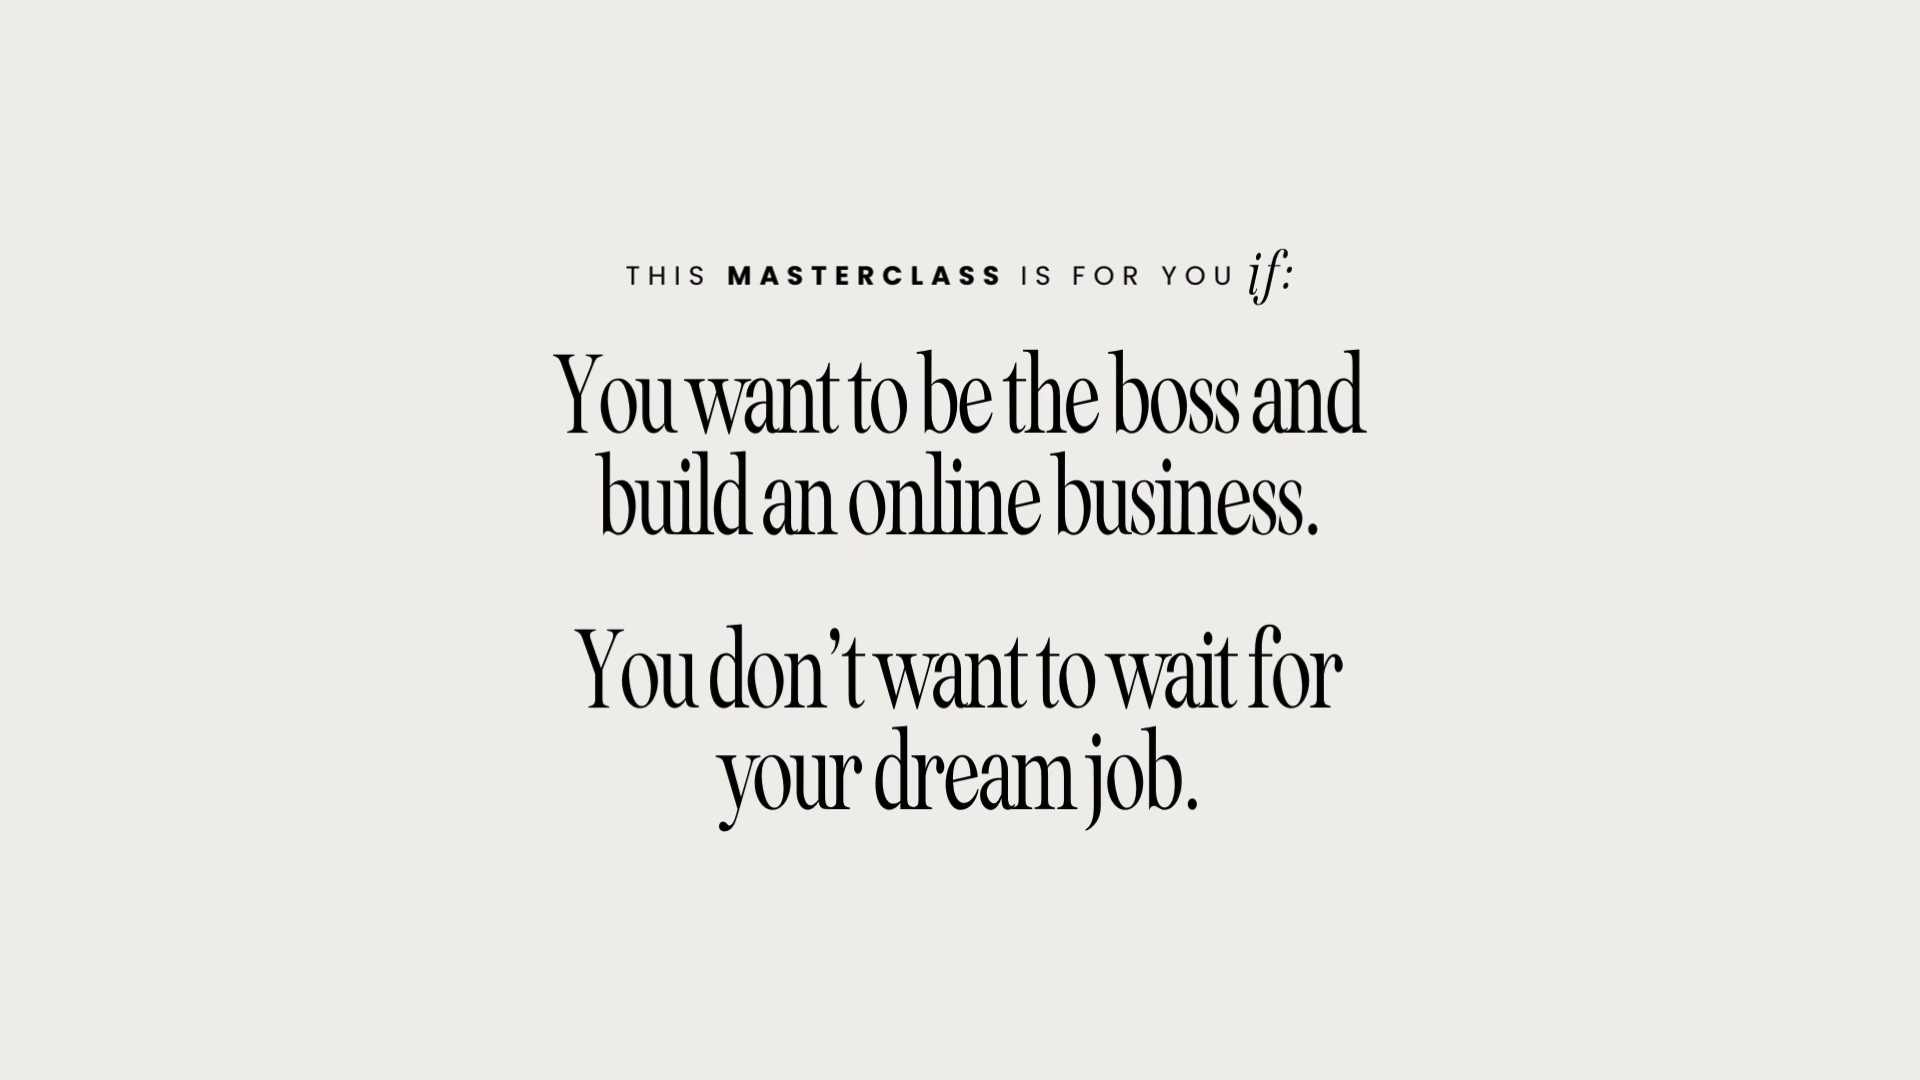 THIS MASTERCLASS IS FOR YOU if:
You want to be the boss and
build an online business.
You don’t want to wait for
your dream job.